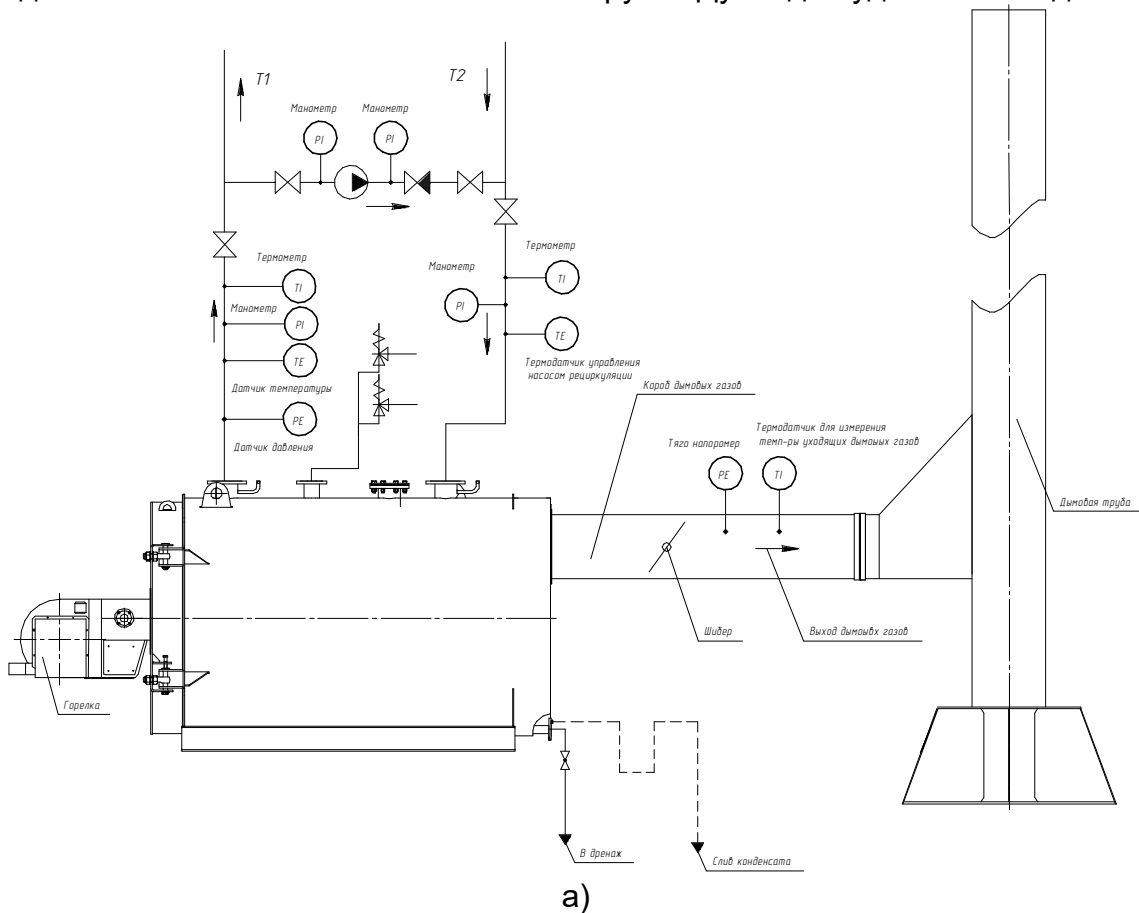 T1
T2
Манометр
Манометр
PI
PI
Термометр
TI
Манометр
PI
TE
Датчик температуры
PE
Датчик давления
Термометр
Манометр
TI
PI
TE
Термодатчик управления
насосом рециркуляции
Короб дымовых газов
Термодатчик для измерения
темп-ры уходящих дымоыых газов
Тяго напоромер
PE
TI
Дымовая труба
Шибер
Выход дымоывх газов
Горелка
В дренаж
Слив конденсата
а)